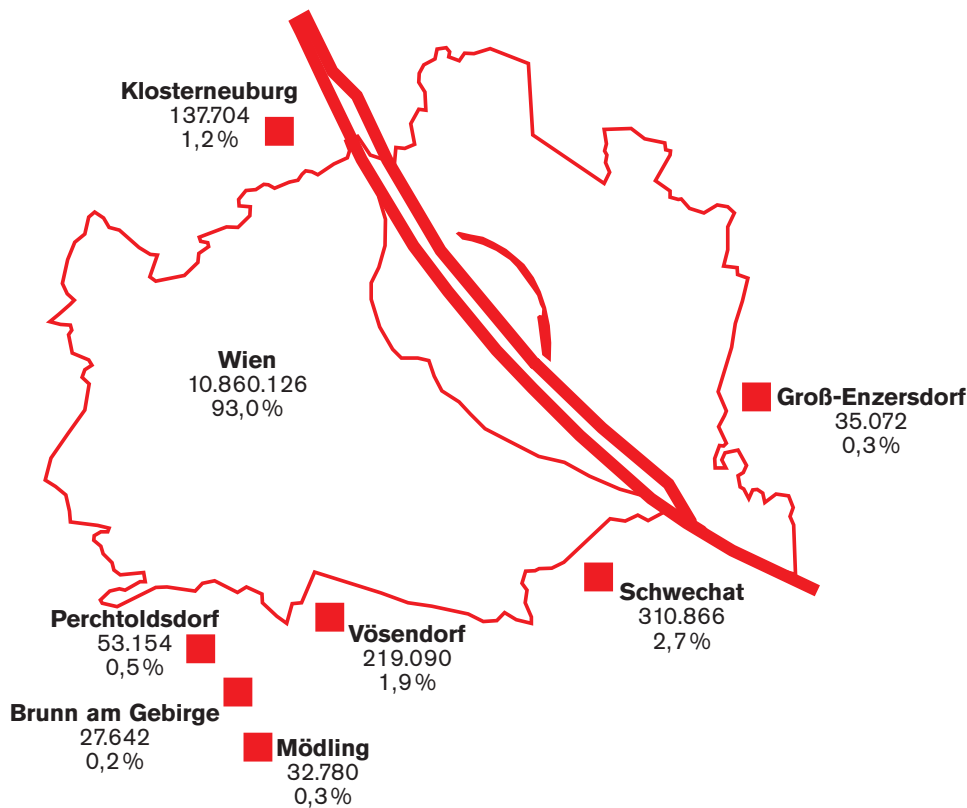 Klosterneuburg
137.704
1,2 %
Wien
10.860.126
93,0 %
Groß-Enzersdorf
35.072
0,3 %
Schwechat
310.866
2,7 %
Perchtoldsdorf
53.154
0,5 %
Vösendorf
219.090
1,9 %
Brunn am Gebirge
27.642
0,2 %
Mödling
32.780
0,3 %